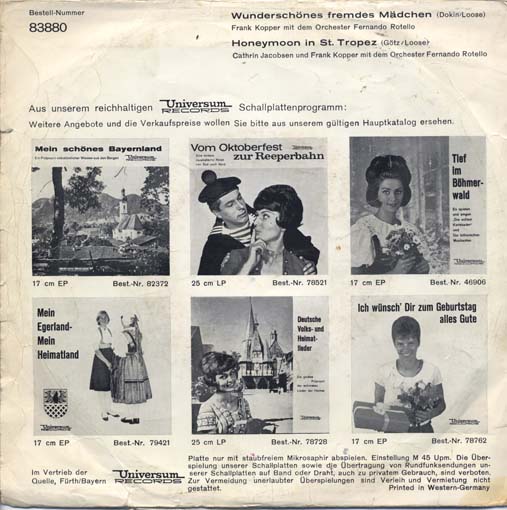 Bestell-Nummer
83880
Wunderschönes fremdes Mädchen (Dokin/Loose)
Frank Kopper mit dem Orchester Fernando Rotello
Honeymoon in St. Tropez (Götz/Loose)
Cathrin Jacobsen und Frank Kopper mit dem Orchester Fernando Rotello
Aus unserem reichhaltigen Universum RECORDS Schallplattenprogramm:
Weitere Angebote und die Verkaufspreise wollen Sie bitte aus unserem gültigen Hauptkatalog ersehen.
Mein schönes Bayernland
Universum
17 cm EP Best.-Nr. 82372
Vom Oktoberfest
zur Reeperbahn
25 cm LP Best.-Nr. 78521
Tief
im
Böhmer-
wald
Universum
17 cm EP Best.-Nr. 46906
Mein
Egerland-
Mein
Heimatland
17 cm EP Best.-Nr. 79421
Deutsche
Volks- und
Heimat-
lieder
Universum
25 cm LP Best.-Nr. 78728
Ich wünsch' Dir zum Geburtstag
alles Gute
Universum
17 cm EP Best.-Nr. 78762
Im Vertrieb der
Quelle, Fürth/Bayern
Universum
RECORDS
Platte nur mit staubfreiem Mikrosaphir abspielen. Einstellung M 45 Upm. Die Über-
spielung unserer Schallplatten sowie die Übertragung von Rundfunksendungen un-
serer Schallplatten auf Band oder Draht, auch zu privatem Gebrauch, sind verboten.
Zur Vermeidung unerlaubter Überspielungen sind Verleih und Vermietung nicht
gestattet. Printed in Western-Germany